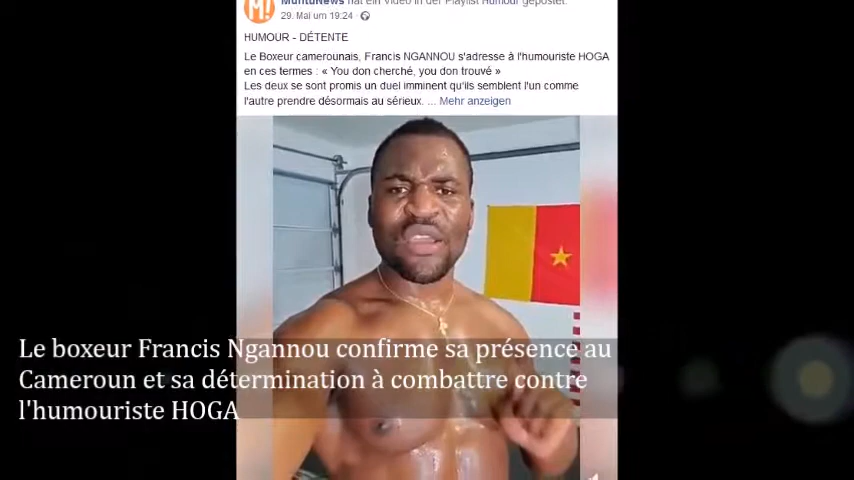 M!
MuntuNews hat ein Video in der Playlist Humour gepostet.
29. Mai um 19:24
HUMOUR - DÉTENTE
Le Boxeur camerounais, Francis NGANNOU s'adresse à l'humouriste HOGA
en ces termes : « You don cherché, you don trouvé »
Les deux se sont promis un duel imminent qu'ils semblent l'un comme
l'autre prendre désormais au sérieux. ... Mehr anzeigen
Le boxeur Francis Ngannou confirme sa présence au
Cameroun et sa détermination à combattre contre
l'humouriste HOGA